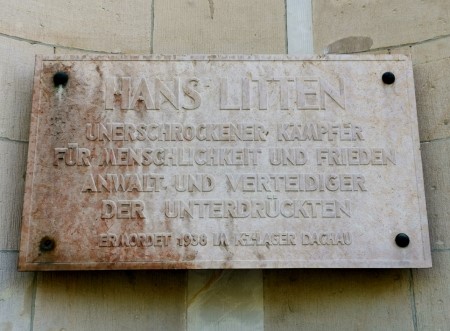 HANS LITTEN
UNERSCHROCKENER KÄMPFER
FÜR MENSCHLICHKEIT UND FRIEDEN
ANWALT UND VERTEIDIGER
DER UNTERDRÜCKTEN
ERMORDET 1938 IM KZ-LAGER DACHAU